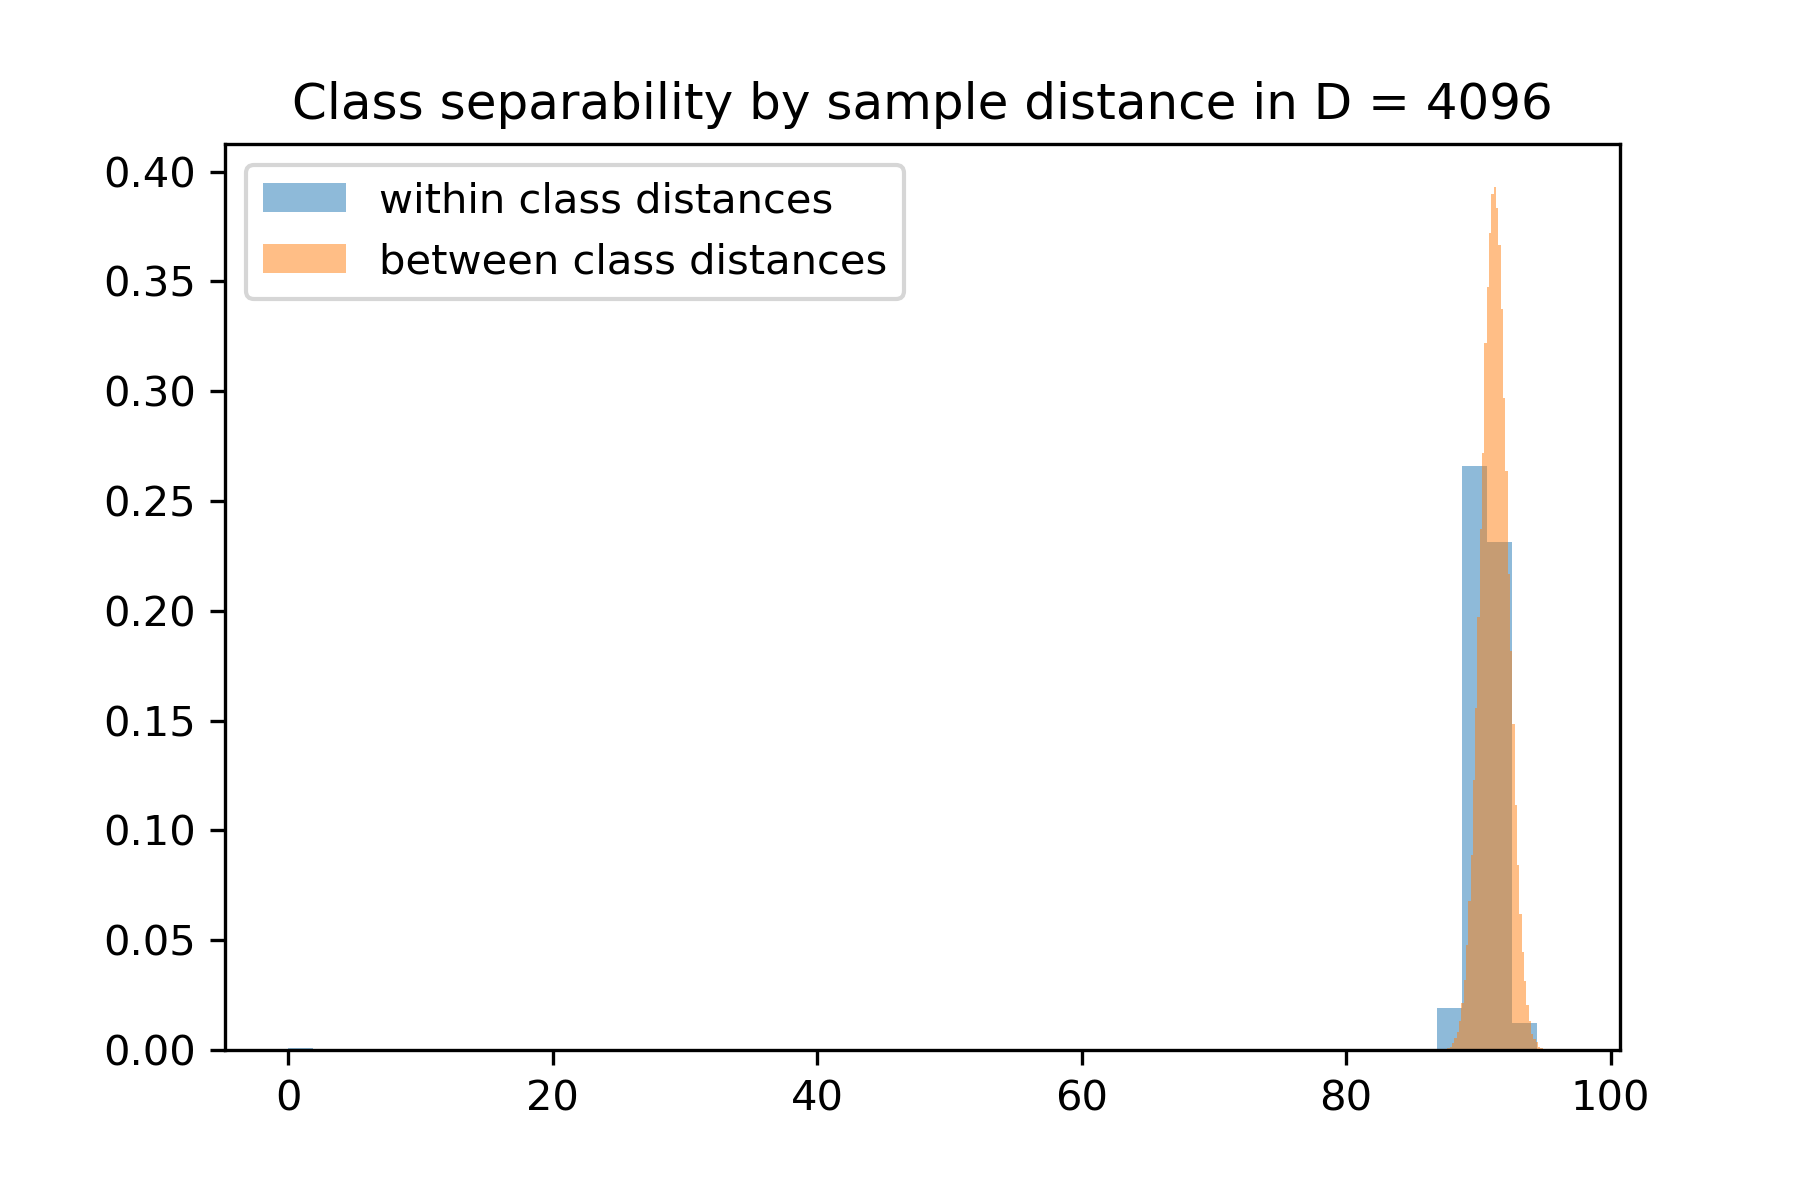 Class separability by sample distance in D = 4096
within class distances
between class distances
0.40
0.35
0.30
0.25
0.20
0.15
0.10
0.05
0.00
0 20 40 60 80 100